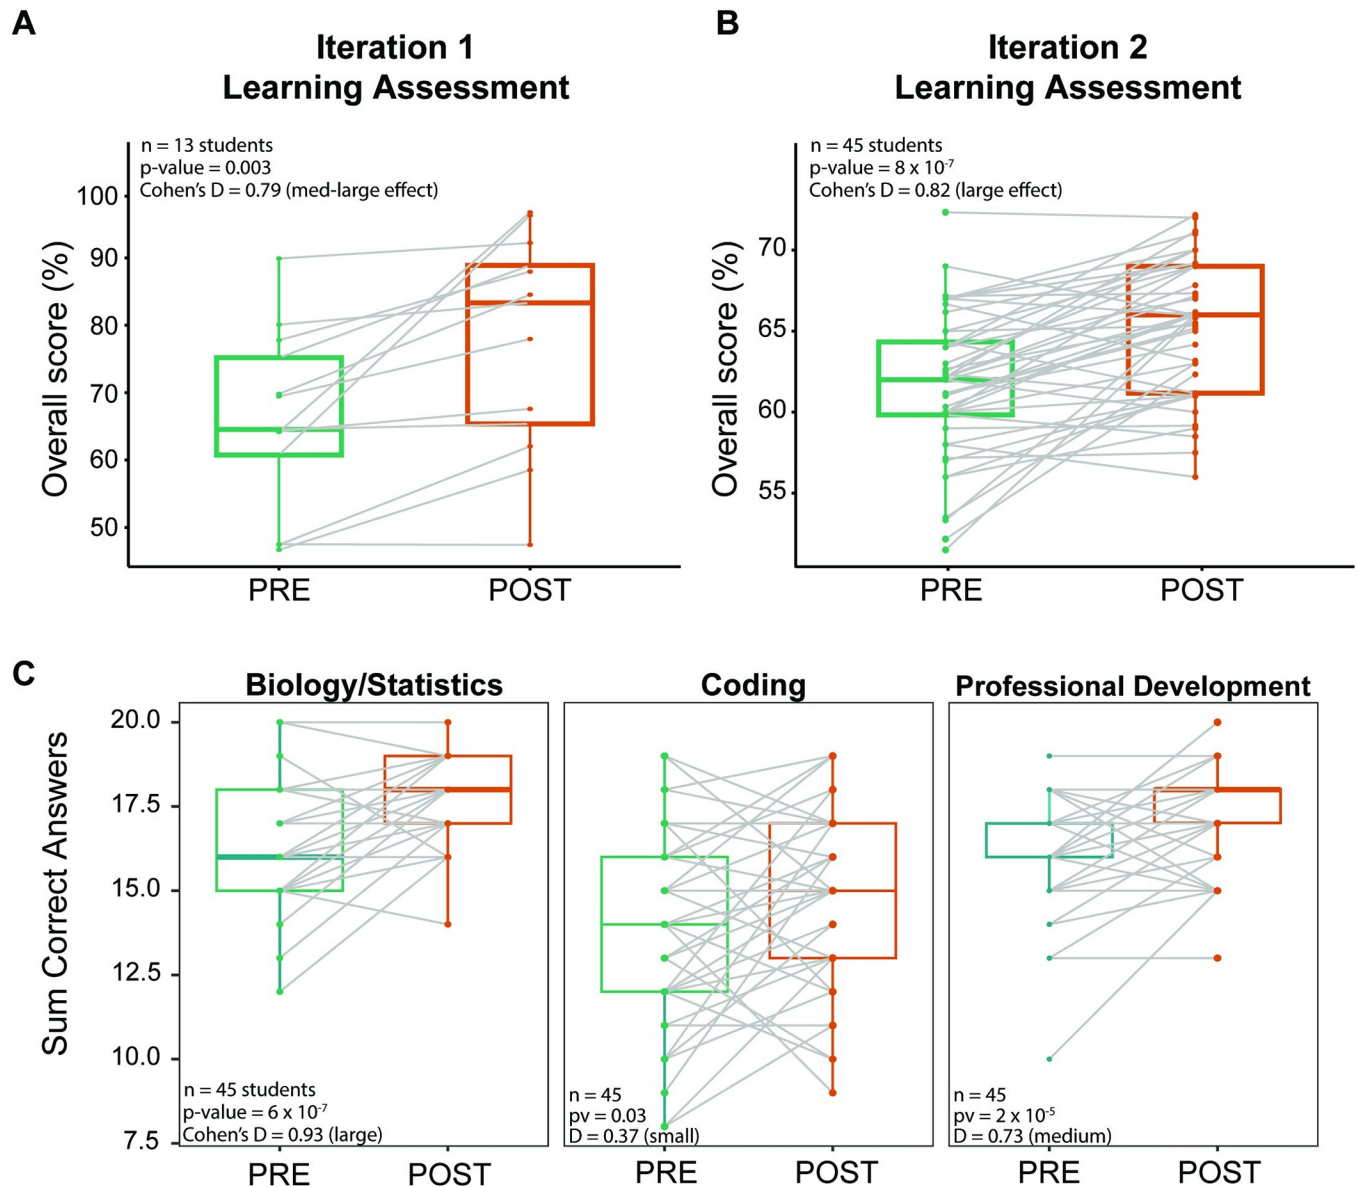 A
Iteration 1
Learning Assessment
n = 13 students
p-value = 0.003
Cohen's D = 0.79 (med-large effect)
Overall score (%)
100
90
80
70
60
50
PRE
POST
B
Iteration 2
Learning Assessment
n = 45 students
p-value = 8 x 10⁻⁷
Cohen's D = 0.82 (large effect)
Overall score (%)
70
65
60
55
PRE
POST
C
Sum Correct Answers
20.0
17.5
15.0
12.5
10.0
7.5
Biology/Statistics
n = 45 students
p-value = 6 x 10⁻⁷
Cohen's D = 0.93 (large)
PRE
POST
Coding
n = 45
pv = 0.03
D = 0.37 (small)
PRE
POST
Professional Development
n = 45
pv = 2 x 10⁻⁵
D = 0.73 (medium)
PRE
POST